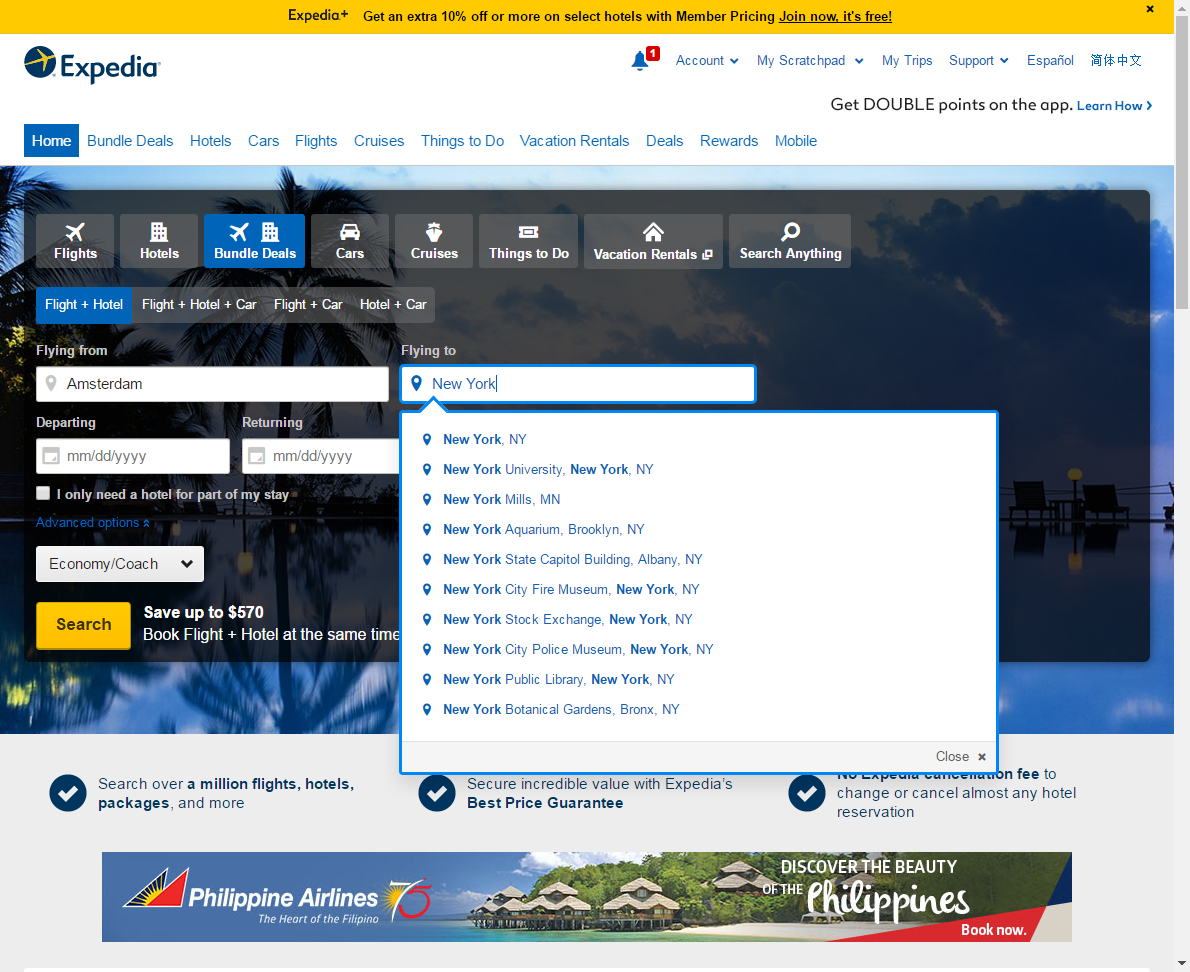 Expedia+ Get an extra 10% off or more on select hotels with Member Pricing Join now, it's free!
Expedia
1 Account My Scratchpad My Trips Support Español 简体中文
Get DOUBLE points on the app. Learn How
Home Bundle Deals Hotels Cars Flights Cruises Things to Do Vacation Rentals Deals Rewards Mobile
Flights Hotels Bundle Deals Cars Cruises Things to Do Vacation Rentals Search Anything
Flight + Hotel Flight + Hotel + Car Flight + Car Hotel + Car
Flying from Flying to
Amsterdam New York
Departing Returning
mm/dd/yyyy mm/dd/yyyy
I only need a hotel for part of my stay
Advanced options
Economy/Coach
Search
Save up to $570
Book Flight + Hotel at the same time
New York, NY
New York University, New York, NY
New York Mills, MN
New York Aquarium, Brooklyn, NY
New York State Capitol Building, Albany, NY
New York City Fire Museum, New York, NY
New York Stock Exchange, New York, NY
New York City Police Museum, New York, NY
New York Public Library, New York, NY
New York Botanical Gardens, Bronx, NY
Close
Search over a million flights, hotels,
packages, and more
Secure incredible value with Expedia's
Best Price Guarantee
No Expedia cancellation fee to
change or cancel almost any hotel
reservation
Philippine Airlines 75
The Heart of the Filipino
DISCOVER THE BEAUTY
OF THE Philippines
Book now.